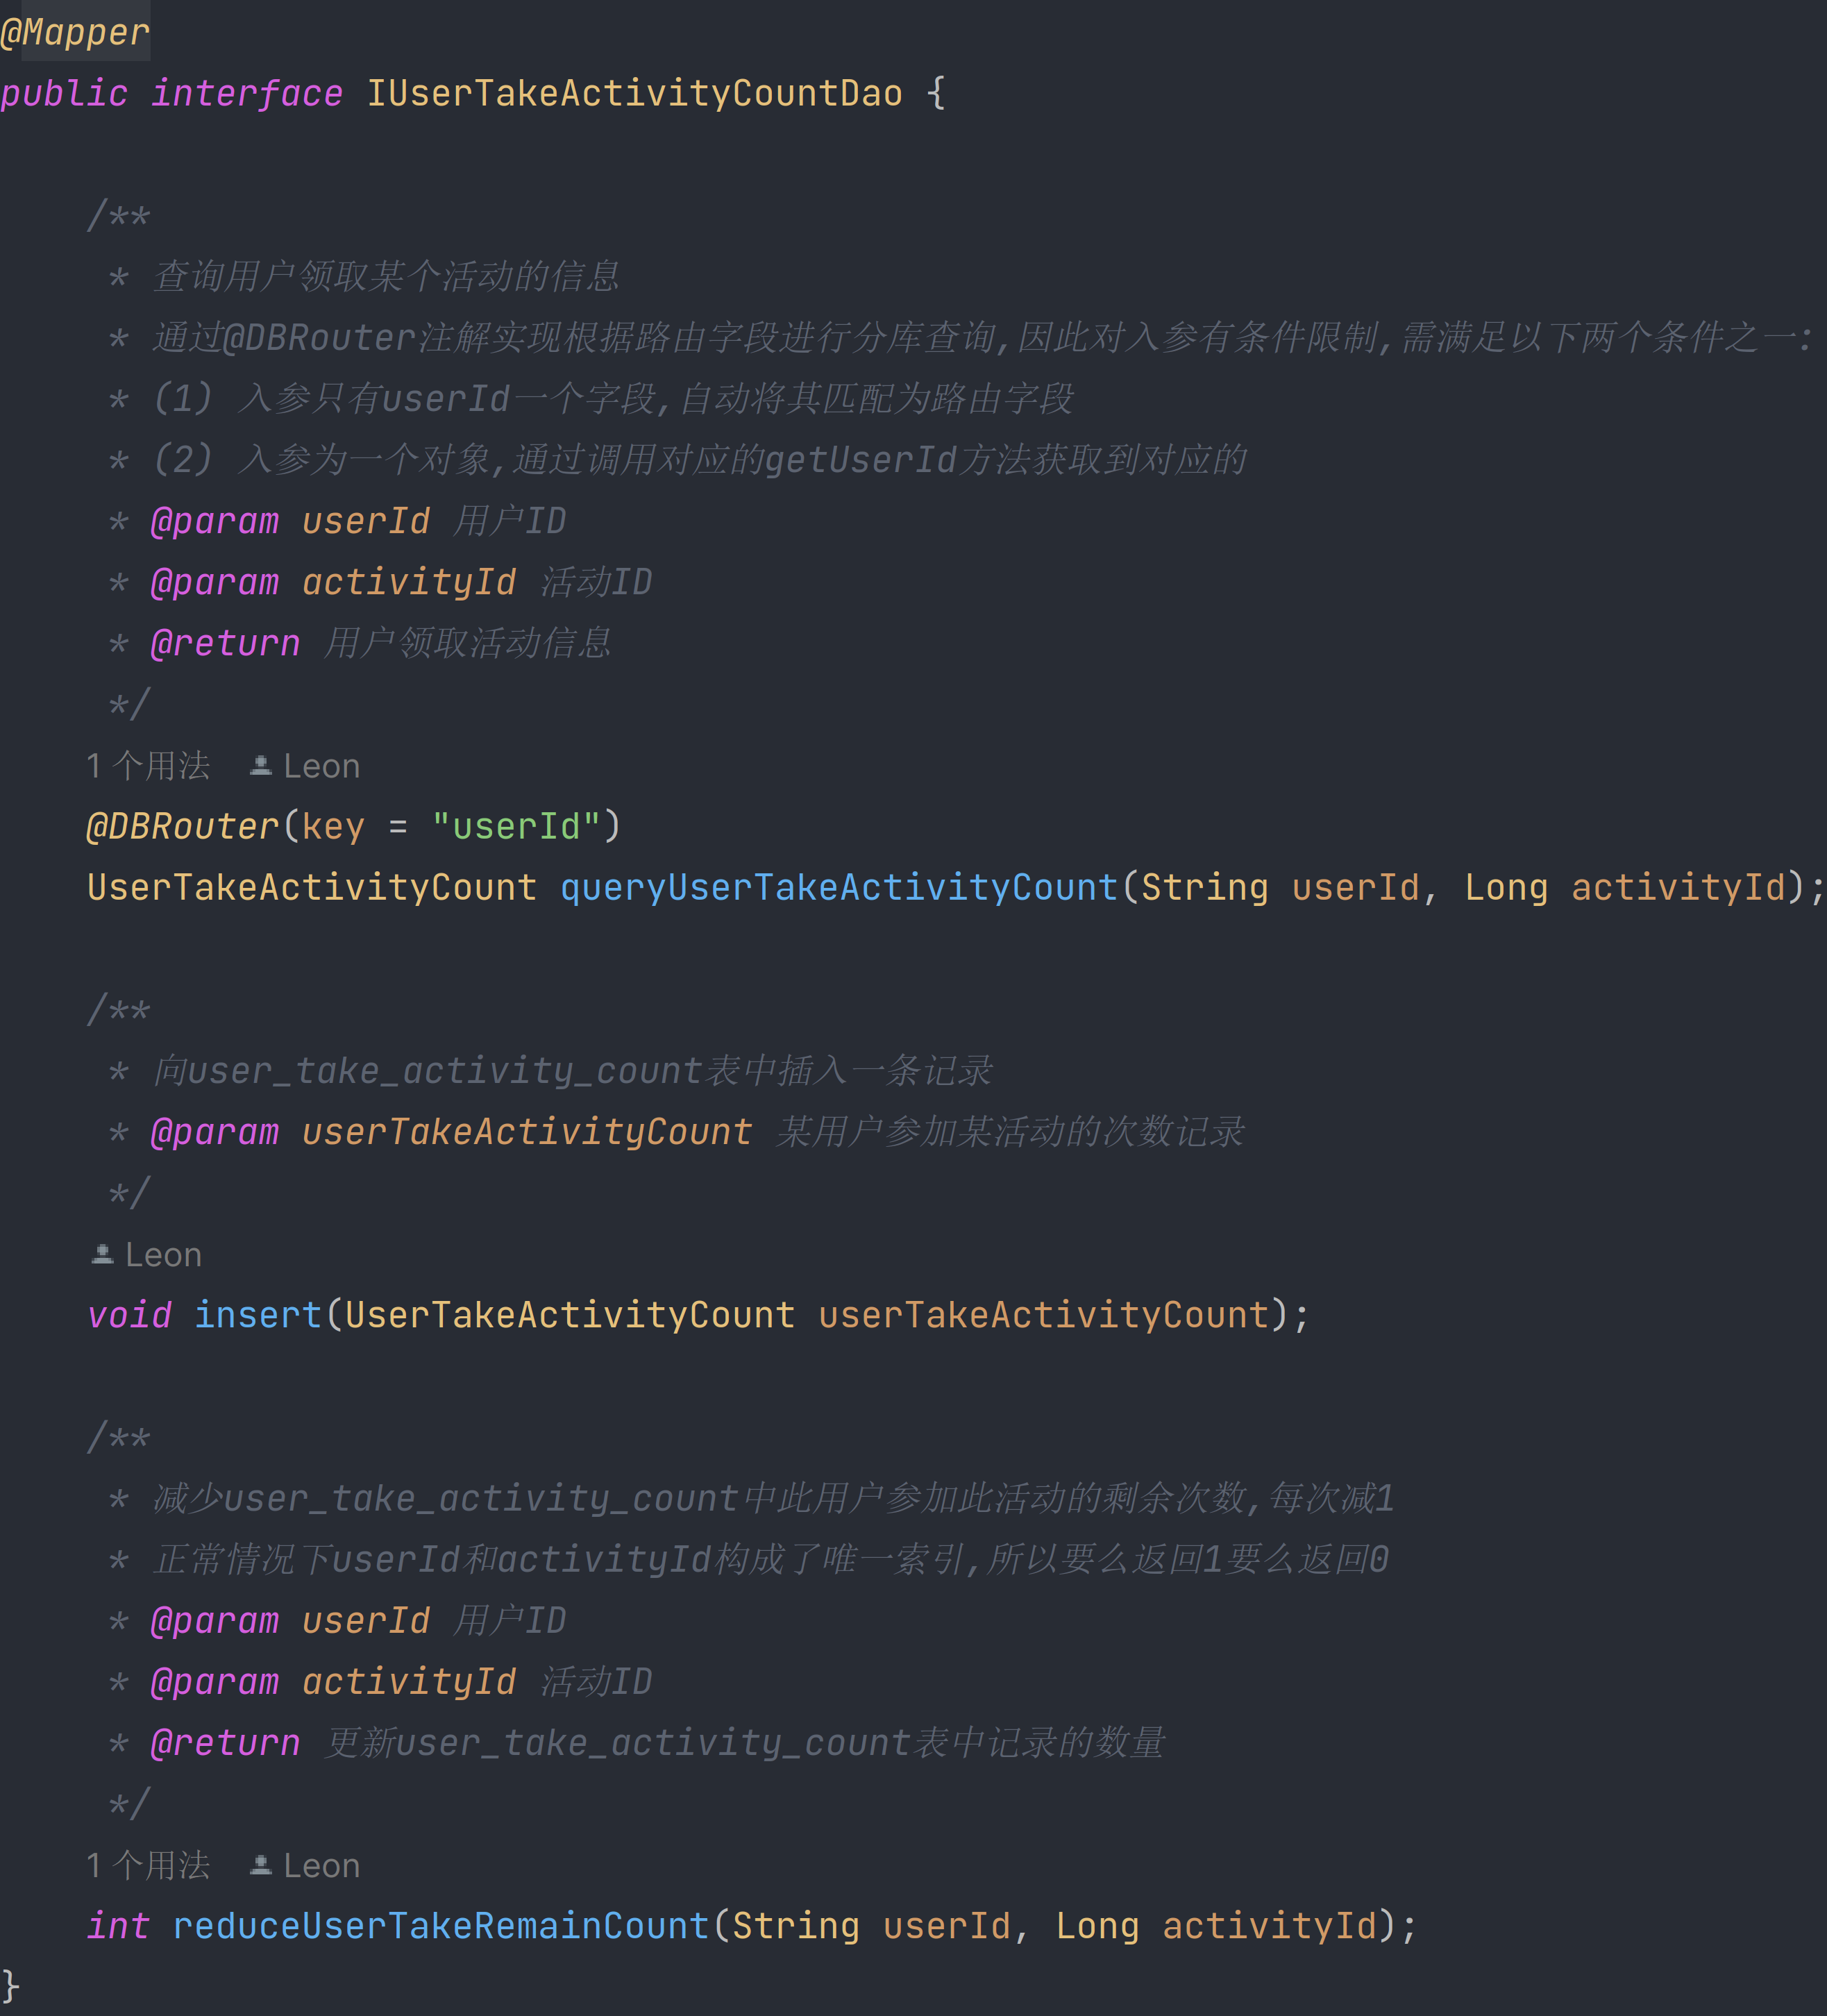 @Mapper
public interface IUserTakeActivityCountDao {
/**
* 查询用户领取某个活动的信息
* 通过@DBRouter注解实现根据路由字段进行分库查询,因此对入参有条件限制,需满足以下两个条件之一:
* (1) 入参只有userId一个字段,自动将其匹配为路由字段
* (2) 入参为一个对象,通过调用对应的getUserId方法获取到对应的
* @param userId 用户ID
* @param activityId 活动ID
* @return 用户领取活动信息
*/
1 个用法 Leon
@DBRouter(key = "userId")
UserTakeActivityCount queryUserTakeActivityCount(String userId, Long activityId);
/**
* 向user_take_activity_count表中插入一条记录
* @param userTakeActivityCount 某用户参加某活动的次数记录
*/
Leon
void insert(UserTakeActivityCount userTakeActivityCount);
/**
* 减少user_take_activity_count中此用户参加此活动的剩余次数,每次减1
* 正常情况下userId和activityId构成了唯一索引,所以要么返回1要么返回0
* @param userId 用户ID
* @param activityId 活动ID
* @return 更新user_take_activity_count表中记录的数量
*/
1 个用法 Leon
int reduceUserTakeRemainCount(String userId, Long activityId);
}